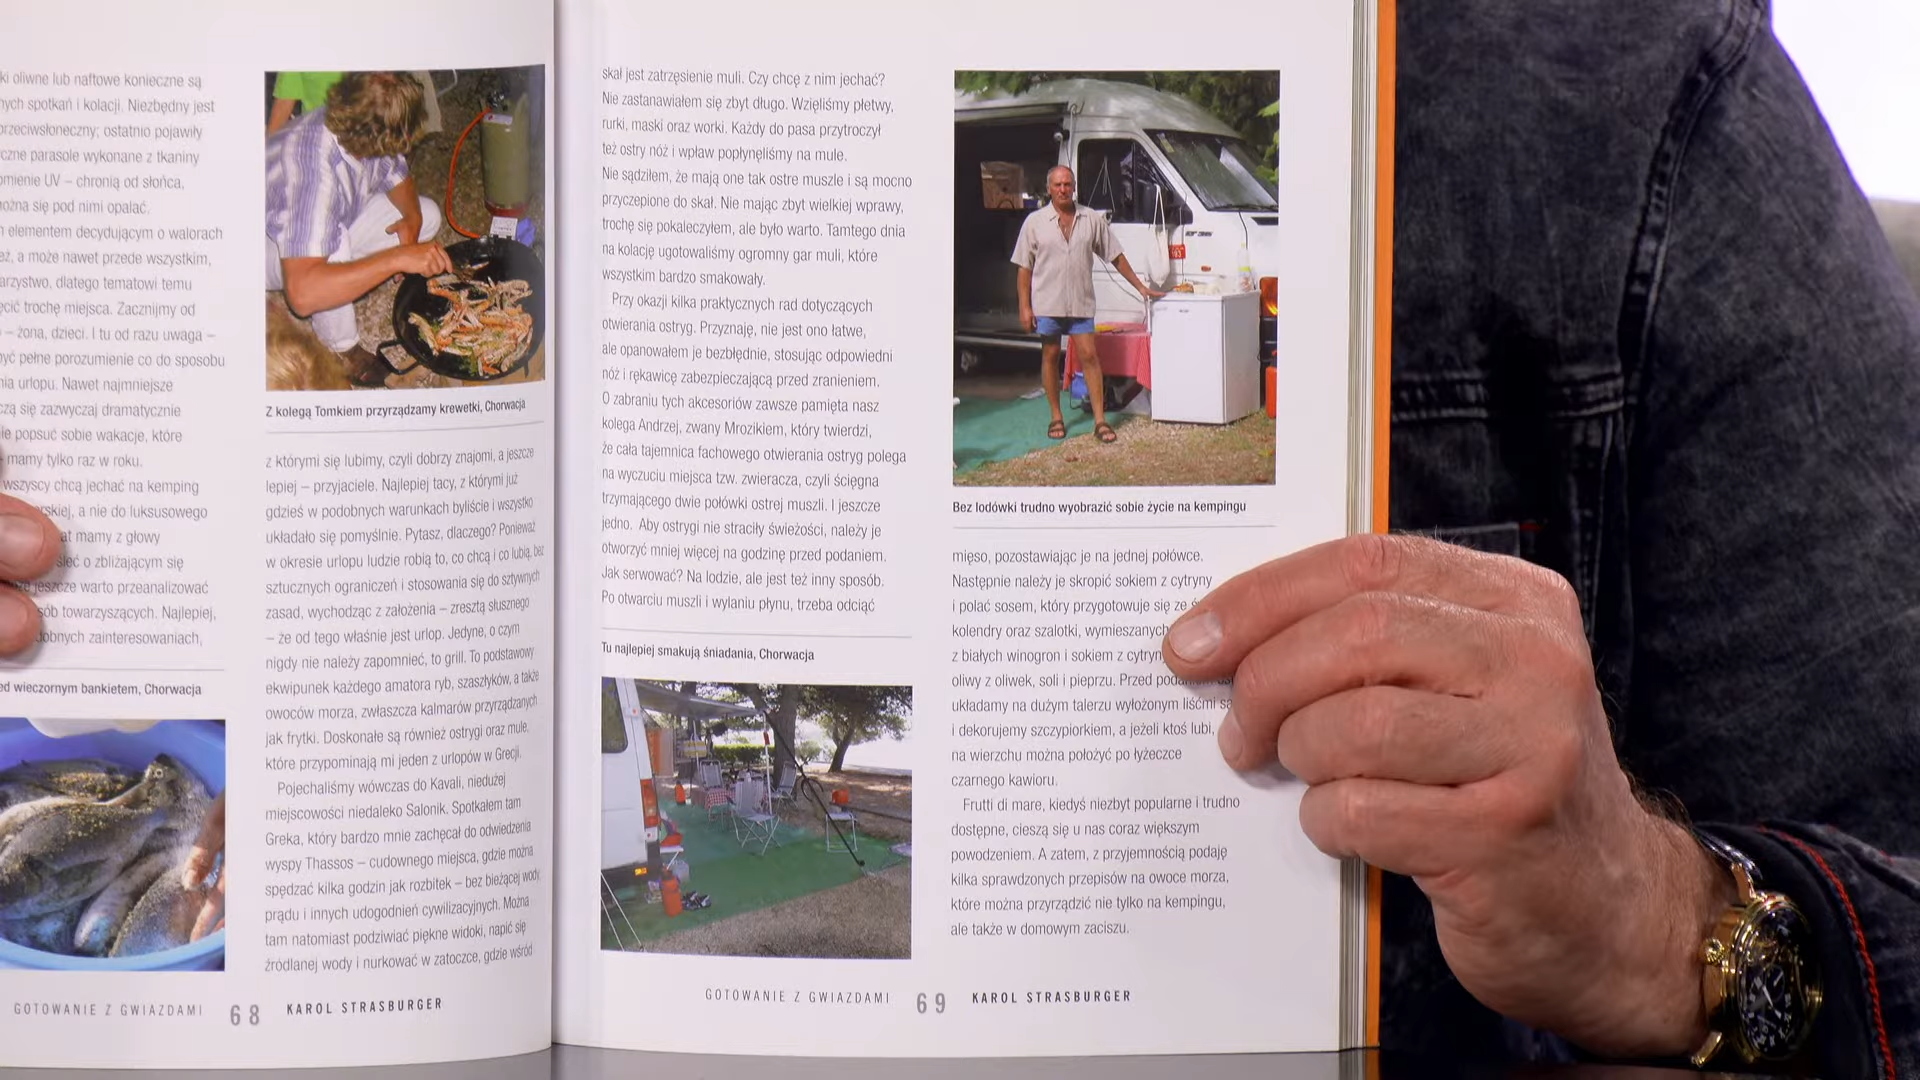 ki oliwne lub naftowe konieczne są
nych spotkań i kolacji. Niezbędny jest
przeciwsłoneczny; ostatnio pojawiły
czne parasole wykonane z tkaniny
omienie UV – chronią od słońca,
ożna się pod nimi opalać.
elementem decydującym o walorach
eż, a może nawet przede wszystkim,
arzystwo, dlatego tematowi temu
ęcić trochę miejsca. Zacznijmy od
– żona, dzieci. I tu od razu uwaga –
być pełne porozumienie co do sposobu
nia urlopu. Nawet najmniejsze
czą się zazwyczaj dramatycznie
ie popsuć sobie wakacje, które
mamy tylko raz w roku.
wszyscy chcą jechać na kemping
rskiej, a nie do luksusowego
at mamy z głowy
śleć o zbliżającym się
że jeszcze warto przeanalizować
sób towarzyszących. Najlepiej,
dobnych zainteresowaniach,
ed wieczornym bankietem, Chorwacja
Z kolegą Tomkiem przyrządzamy krewetki, Chorwacja
z którymi się lubimy, czyli dobrzy znajomi, a jeszcze
lepiej – przyjaciele. Najlepiej tacy, z którymi już
gdzieś w podobnych warunkach byliście i wszystko
układało się pomyślnie. Pytasz, dlaczego? Ponieważ
w okresie urlopu ludzie robią to, co chcą i co lubią, bez
sztucznych ograniczeń i stosowania się do sztywnych
zasad, wychodząc z założenia – zresztą słusznego
– że od tego właśnie jest urlop. Jedyne, o czym
nigdy nie należy zapomnieć, to grill. To podstawowy
ekwipunek każdego amatora ryb, szaszłyków, a także
owoców morza, zwłaszcza kalmarów przyrządzanych
jak frytki. Doskonałe są również ostrygi oraz mule,
które przypominają mi jeden z urlopów w Grecji.
Pojechaliśmy wówczas do Kavali, niedużej
miejscowości niedaleko Salonik. Spotkałem tam
Greka, który bardzo mnie zachęcał do odwiedzenia
wyspy Thassos – cudownego miejsca, gdzie można
spędzać kilka godzin jak rozbitek – bez bieżącej wody,
prądu i innych udogodnień cywilizacyjnych. Można
tam natomiast podziwiać piękne widoki, napić się
źródlanej wody i nurkować w zatoczce, gdzie wśród
GOTOWANIE Z GWIAZDAMI 68 KAROL STRASBURGER
skał jest zatrzęsienie muli. Czy chcę z nim jechać?
Nie zastanawiałem się zbyt długo. Wzięliśmy płetwy,
rurki, maski oraz worki. Każdy do pasa przytroczył
też ostry nóż i wpław popłynęliśmy na mule.
Nie sądziłem, że mają one tak ostre muszle i są mocno
przyczepione do skał. Nie mając zbyt wielkiej wprawy,
trochę się pokaleczyłem, ale było warto. Tamtego dnia
na kolację ugotowaliśmy ogromny gar muli, które
wszystkim bardzo smakowały.
Przy okazji kilka praktycznych rad dotyczących
otwierania ostryg. Przyznaję, nie jest ono łatwe,
ale opanowałem je bezbłędnie, stosując odpowiedni
nóż i rękawicę zabezpieczającą przed zranieniem.
O zabraniu tych akcesoriów zawsze pamięta nasz
kolega Andrzej, zwany Mrozikiem, który twierdzi,
że cała tajemnica fachowego otwierania ostryg polega
na wyczuciu miejsca tzw. zwieracza, czyli ścięgna
trzymającego dwie połówki ostrej muszli. I jeszcze
jedno. Aby ostrygi nie straciły świeżości, należy je
otworzyć mniej więcej na godzinę przed podaniem.
Jak serwować? Na lodzie, ale jest też inny sposób.
Po otwarciu muszli i wylaniu płynu, trzeba odciąć
Tu najlepiej smakują śniadania, Chorwacja
103
Bez lodówki trudno wyobrazić sobie życie na kempingu
mięso, pozostawiając je na jednej połówce.
Następnie należy je skropić sokiem z cytryny
i polać sosem, który przygotowuje się ze
kolendry oraz szalotki, wymieszanych
z białych winogron i sokiem z cytryn
oliwy z oliwek, soli i pieprzu. Przed
układamy na dużym talerzu wyłożonym liśćmi
i dekorujemy szczypiorkiem, a jeżeli ktoś lubi,
na wierzchu można położyć po łyżeczce
czarnego kawioru.
Frutti di mare, kiedyś niezbyt popularne i trudno
dostępne, cieszą się u nas coraz większym
powodzeniem. A zatem, z przyjemnością podaję
kilka sprawdzonych przepisów na owoce morza,
które można przyrządzić nie tylko na kempingu,
ale także w domowym zaciszu.
GOTOWANIE Z GWIAZDAMI 69 KAROL STRASBURGER